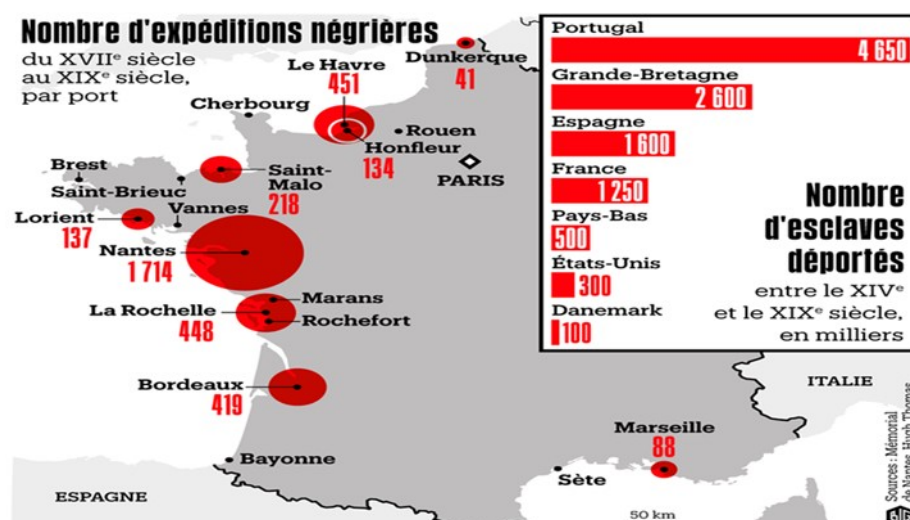 Nombre d'expéditions négrières
du XVIIᵉ siècle
au XIXᵉ siècle,
par port
Le Havre
451
Dunkerque
41
Cherbourg
Rouen
Honfleur
134
PARIS
Brest
Saint-Brieuc
Saint-
Malo
218
Vannes
Lorient
137
Nantes
1 714
Marans
La Rochelle
448
Rochefort
Bordeaux
419
Bayonne
ESPAGNE
Marseille
88
Sète
50 km
ITALIE
Portugal
4 650
Grande-Bretagne
2 600
Espagne
1 600
France
1 250
Pays-Bas
500
États-Unis
300
Danemark
100
Nombre
d'esclaves
déportés
entre le XIVᵉ
et le XIXᵉ siècle,
en milliers
Sources : Mémorial
de Nantes, Hugh Thomas